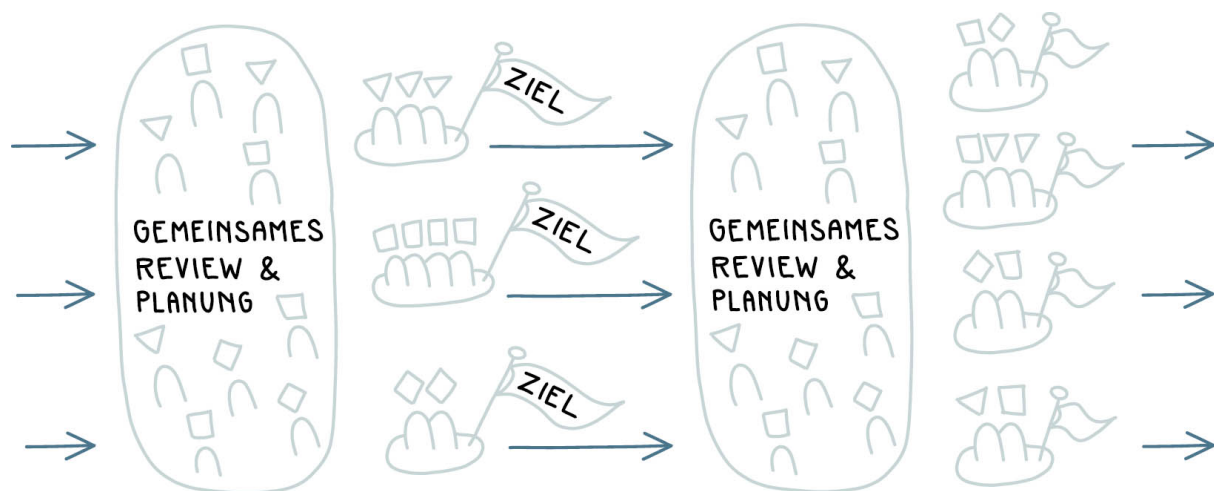 ZIEL
ZIEL
ZIEL
GEMEINSAMES
REVIEW &
PLANUNG
GEMEINSAMES
REVIEW &
PLANUNG